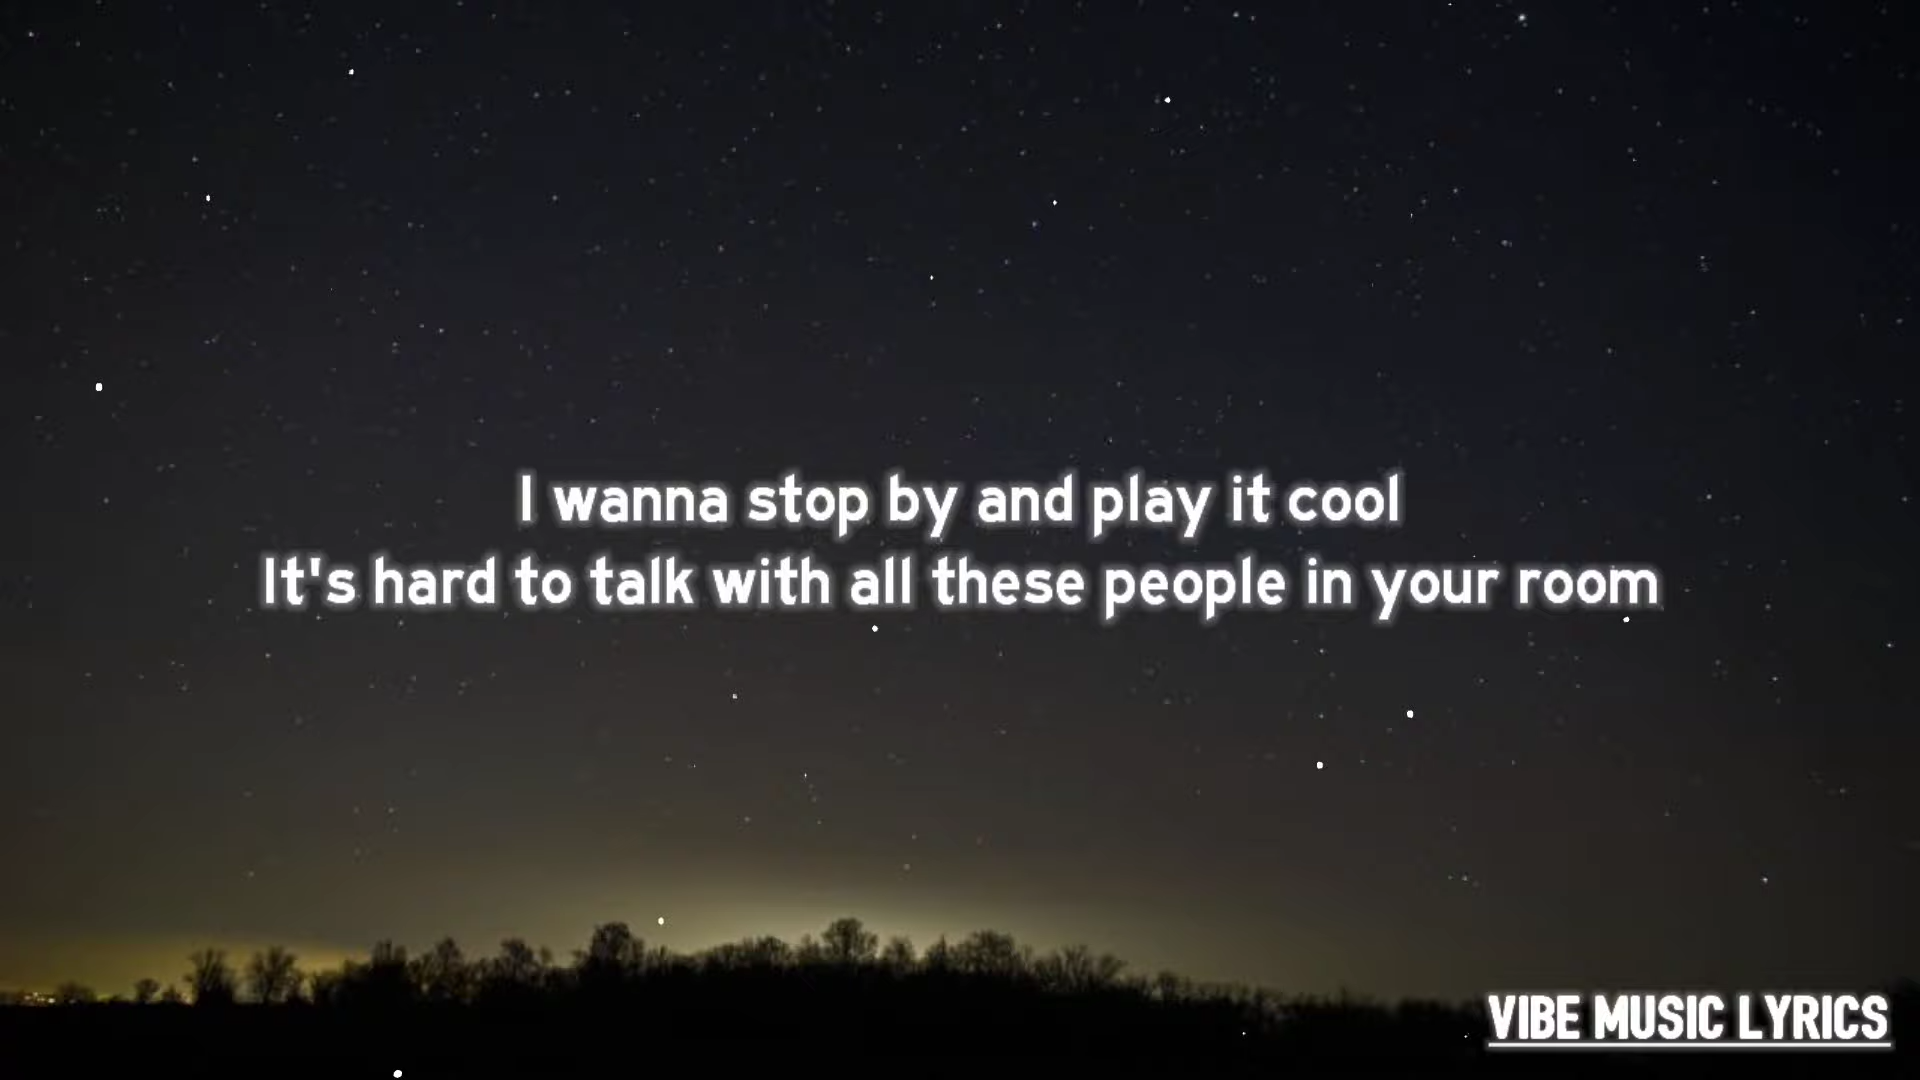 I wanna stop by and play it cool
It's hard to talk with all these people in your room
VIBE MUSIC LYRICS